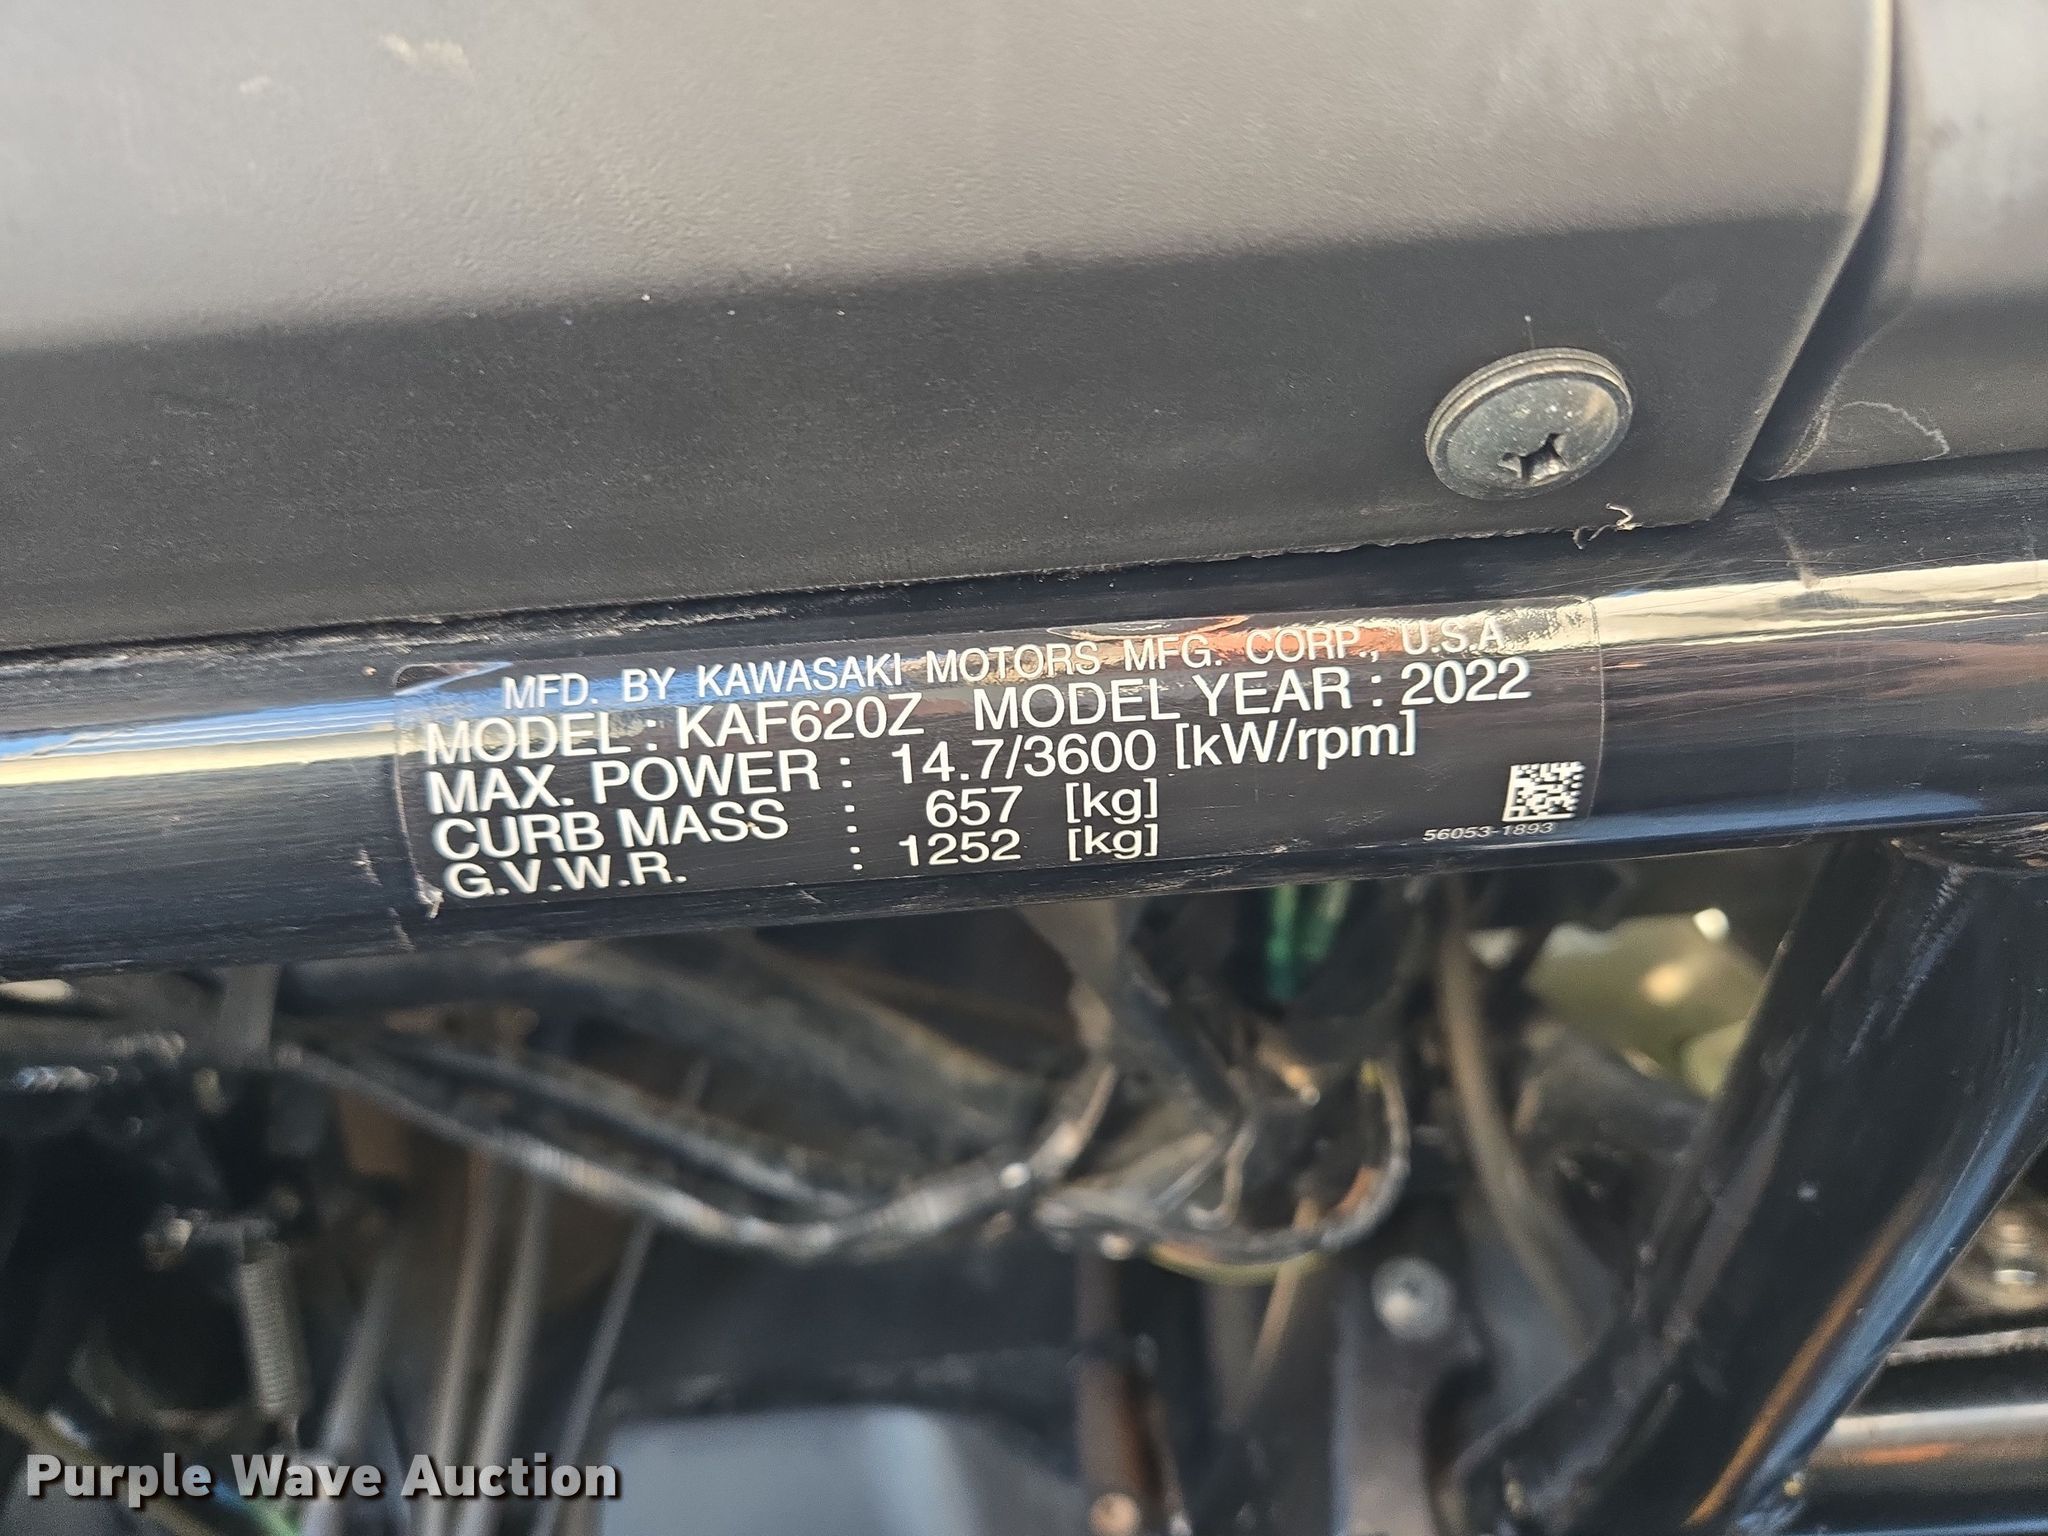 MFD. BY KAWASAKI MOTORS MFG. CORP., U.S.A
MODEL : KAF620Z MODEL YEAR : 2022
MAX. POWER : 14.7/3600 [kW/rpm]
CURB MASS : 657 [kg]
G.V.W.R. : 1252 [kg]
56053-1893
Purple Wave Auction